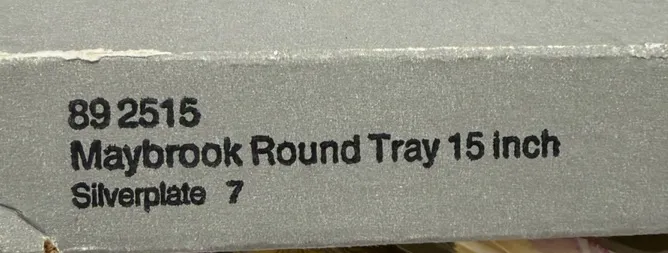 89 2515
Maybrook Round Tray 15 inch
Silverplate 7